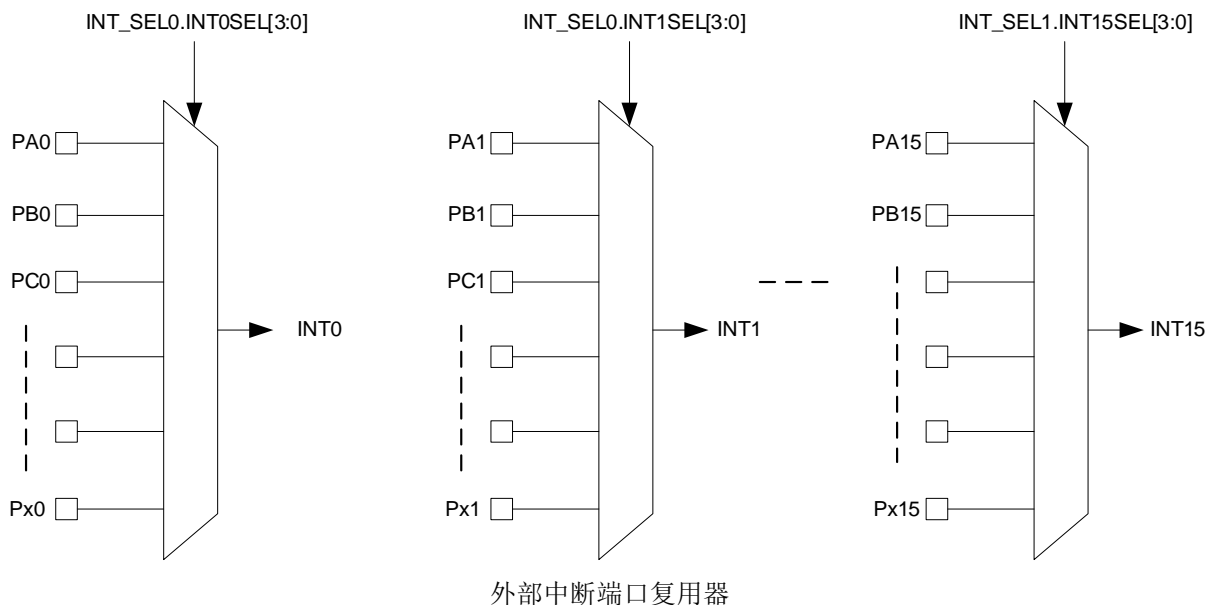 INT_SEL0.INT0SEL[3:0]
INT_SEL0.INT1SEL[3:0]
INT_SEL1.INT15SEL[3:0]
PA0
PB0
PC0
Px0
INT0
PA1
PB1
PC1
Px1
INT1
PA15
PB15
Px15
INT15
外部中断端口复用器